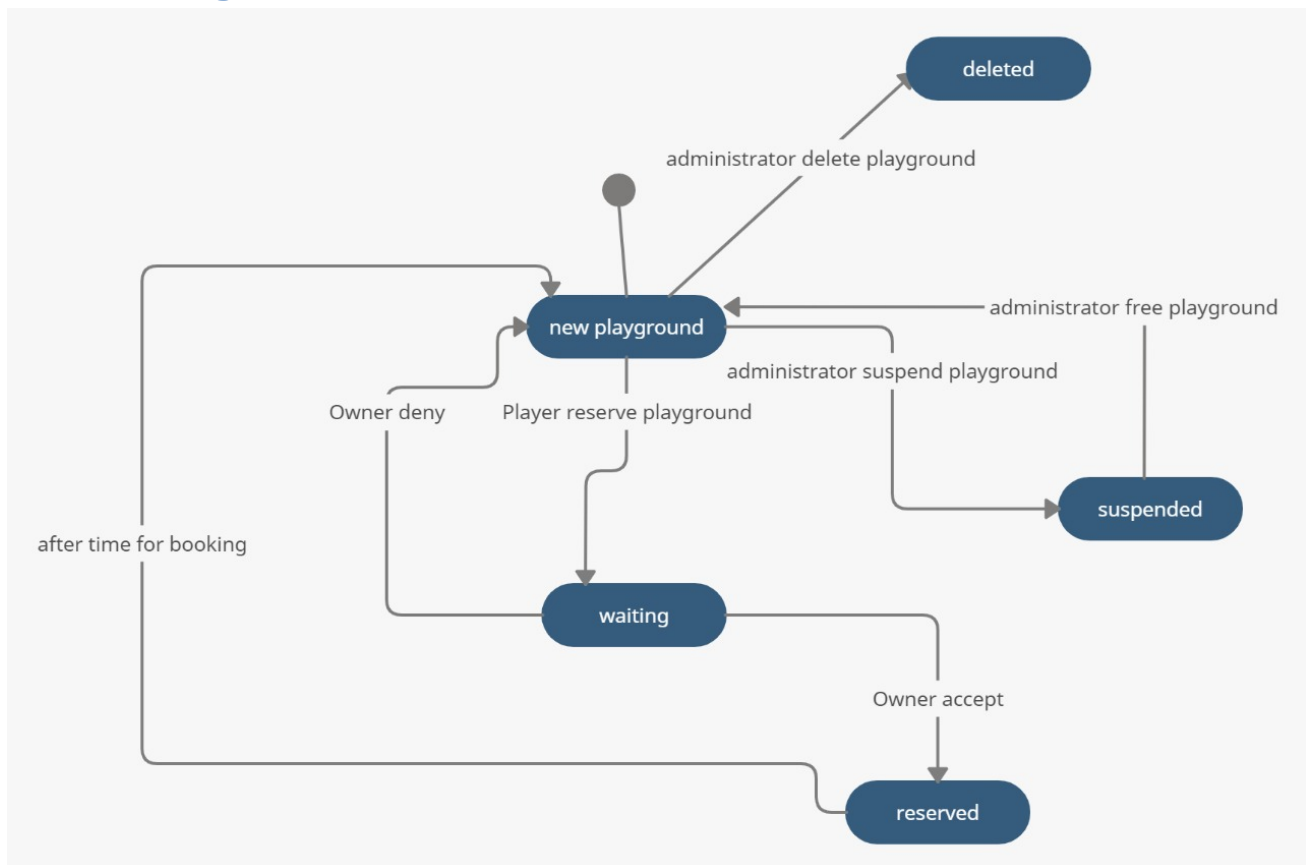 deleted
administrator delete playground
administrator free playground
new playground
administrator suspend playground
Owner deny
Player reserve playground
suspended
after time for booking
waiting
Owner accept
reserved